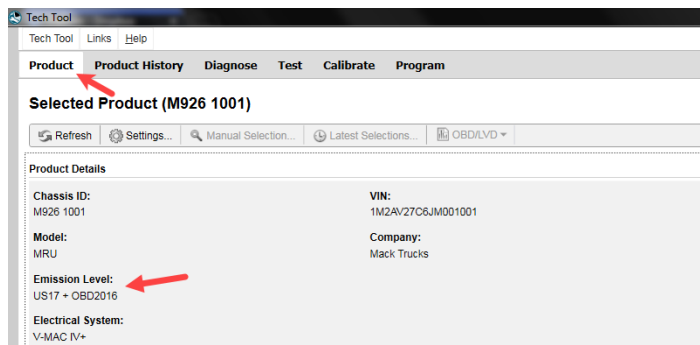 Tech Tool
Tech Tool Links Help
Product Product History Diagnose Test Calibrate Program
Selected Product (M926 1001)
Refresh Settings... Manual Selection... Latest Selections... OBD/LVD
Product Details
Chassis ID: VIN:
M926 1001 1M2AV27C6JM001001
Model: Company:
MRU Mack Trucks
Emission Level:
US17 + OBD2016
Electrical System:
V-MAC IV+